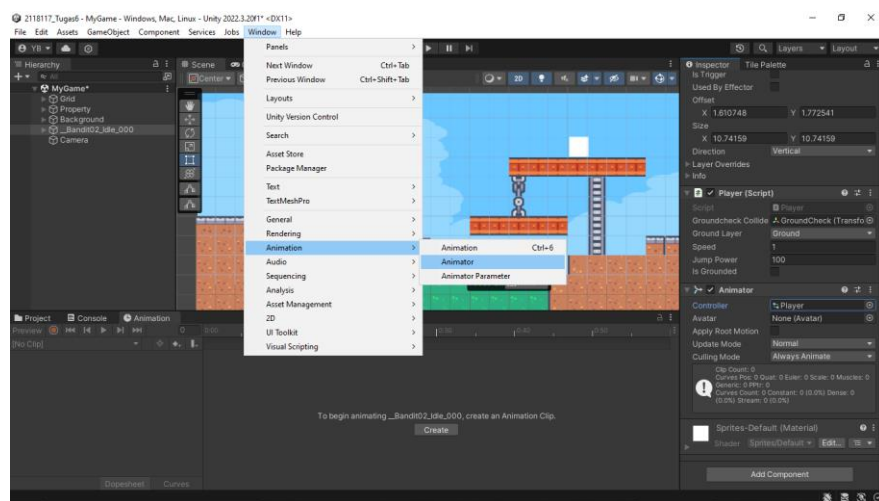 2118117_Tugas6 - MyGame - Windows, Mac, Linux - Unity 2022.3.20f1* <DX11>
File Edit Assets GameObject Component Services Jobs Window Help
YB
Layers
Layout
Hierarchy
All
MyGame*
Grid
Property
Background
__Bandit02_Idle_000
Camera
Scene
Center
2D
Panels
Next Window Ctrl+Tab
Previous Window Ctrl+Shift+Tab
Layouts
Unity Version Control
Search
Asset Store
Package Manager
Text
TextMeshPro
General
Rendering
Animation
Audio
Sequencing
Analysis
Asset Management
2D
UI Toolkit
Visual Scripting
Animation Ctrl+6
Animator
Animator Parameter
Inspector
Tile Palette
Is Trigger
Used By Effector
Offset
X 1.610748 Y 1.772541
Size
X 10.74159 Y 10.74159
Direction Vertical
Layer Overrides
Info
Player (Script)
Script Player
Groundcheck Collide GroundCheck (Transfo
Ground Layer Ground
Speed 1
Jump Power 100
Is Grounded
Animator
Controller Player
Avatar None (Avatar)
Apply Root Motion
Update Mode Normal
Culling Mode Always Animate
Clip Count: 0
Curves Pos: 0 Quat: 0 Euler: 0 Scale: 0 Muscles: 0
Generic: 0 PPtr: 0
Curves Count: 0 Constant: 0 (0.0%) Dense: 0
(0.0%) Stream: 0 (0.0%)
Sprites-Default (Material)
Shader Sprites/Default Edit...
Add Component
Project
Console
Animation
Preview
0
0:00
[No Clip]
To begin animating __Bandit02_Idle_000, create an Animation Clip.
Create
Dopesheet Curves